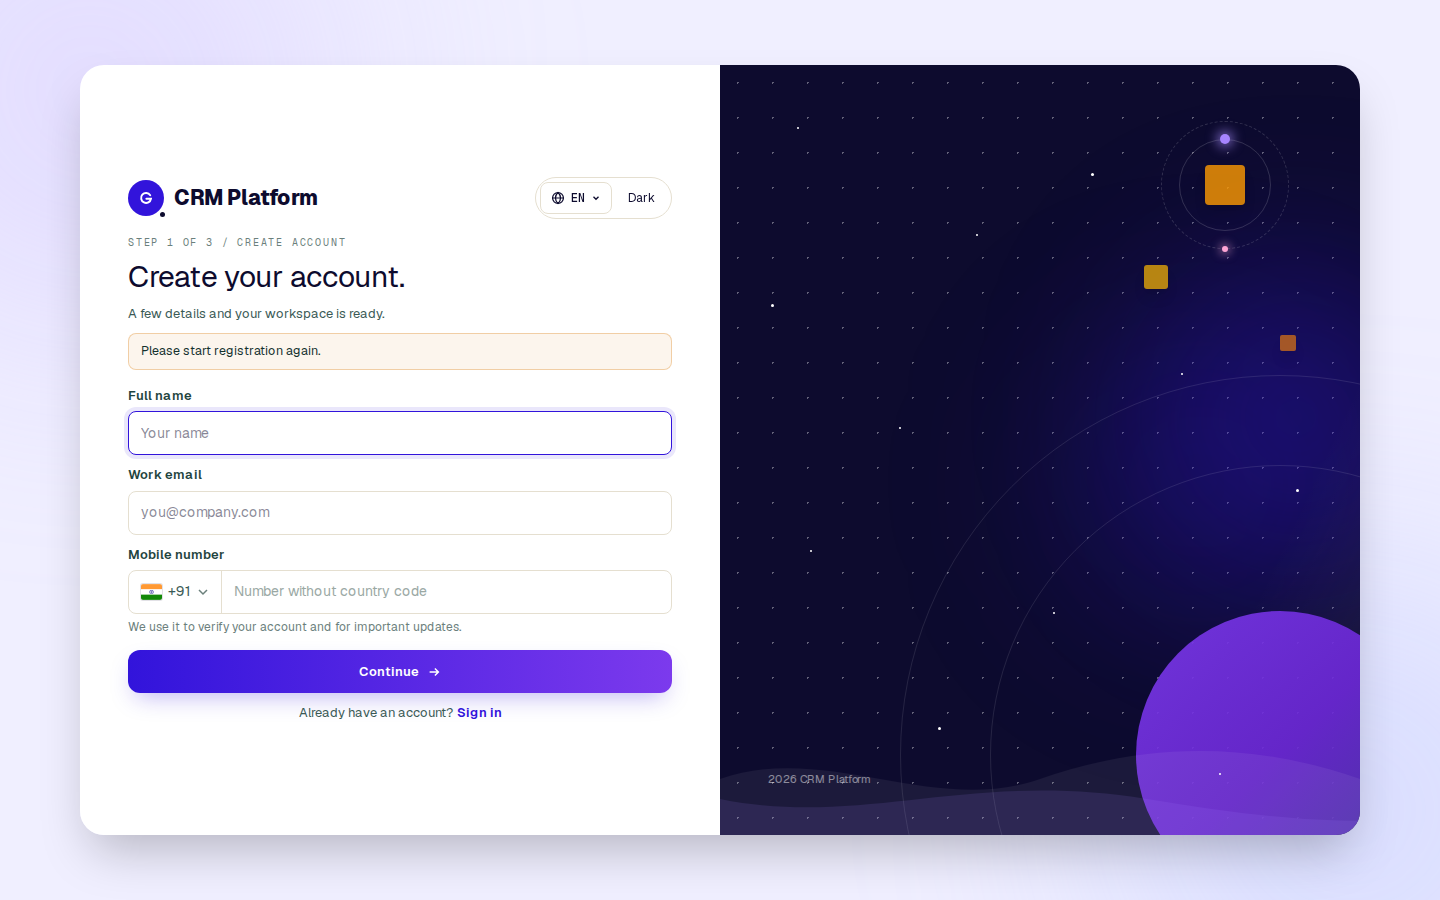 CRM Platform
EN
Dark
STEP 1 OF 3 / CREATE ACCOUNT
Create your account.
A few details and your workspace is ready.
Please start registration again.
Full name
Your name
Work email
you@company.com
Mobile number
+91
Number without country code
We use it to verify your account and for important updates.
Continue →
Already have an account? Sign in
2026 CRM Platform